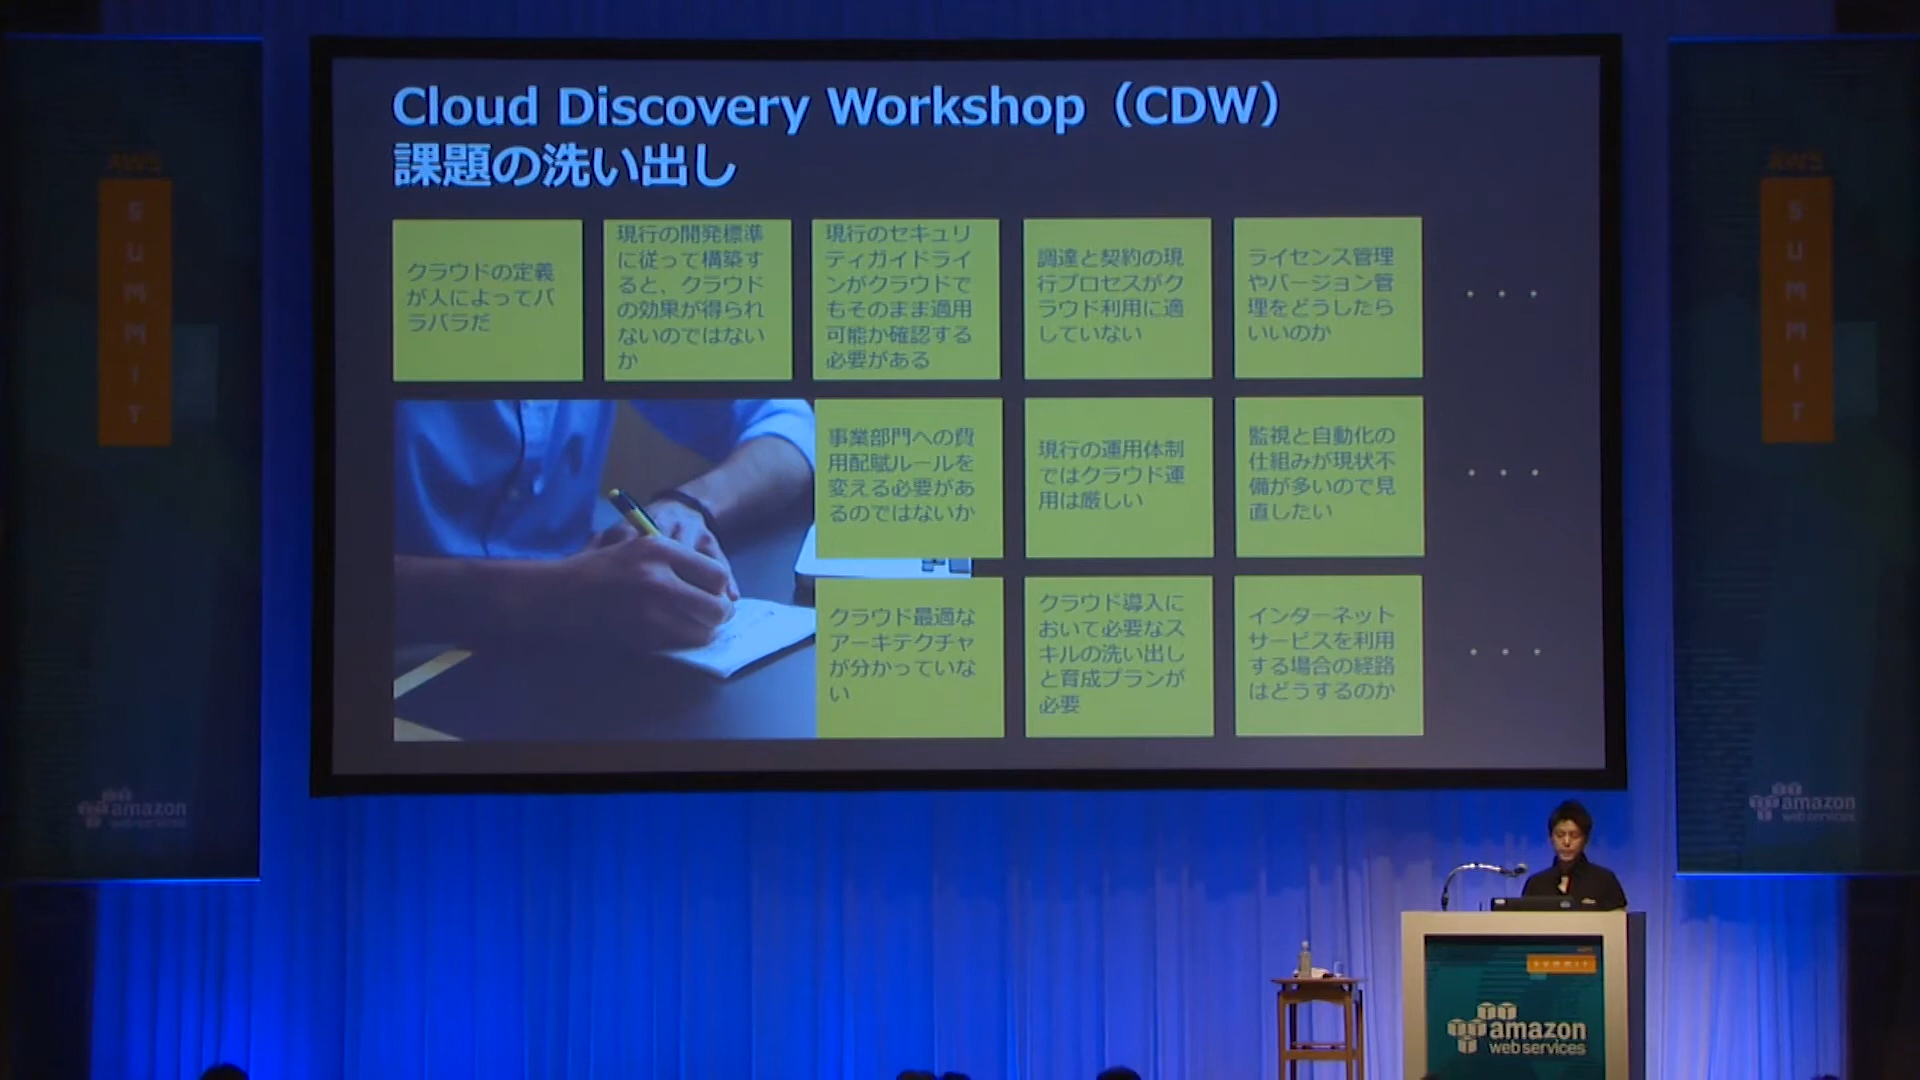 Cloud Discovery Workshop（CDW）
課題の洗い出し
クラウドの定義
が人によってバ
ラバラだ
現行の開発標準
に従って構築す
ると、クラウド
の効果が得られ
ないのではない
か
現行のセキュリ
ティガイドライ
ンがクラウドで
もそのまま適用
可能か確認する
必要がある
調達と契約の現
行プロセスがク
ラウド利用に適
していない
ライセンス管理
やバージョン管
理をどうしたら
いいのか
・・・
事業部門への費
用配賦ルールを
変える必要があ
るのではないか
現行の運用体制
ではクラウド運
用は厳しい
監視と自動化の
仕組みが現状不
備が多いので見
直したい
・・・
クラウド最適な
アーキテクチャ
が分かっていな
い
クラウド導入に
おいて必要なス
キルの洗い出し
と育成プランが
必要
インターネット
サービスを利用
する場合の経路
はどうするのか
・・・
AWS
SUMMIT
amazon
web services
AWS
SUMMIT
amazon
web services
AWS
SUMMIT
amazon
web services